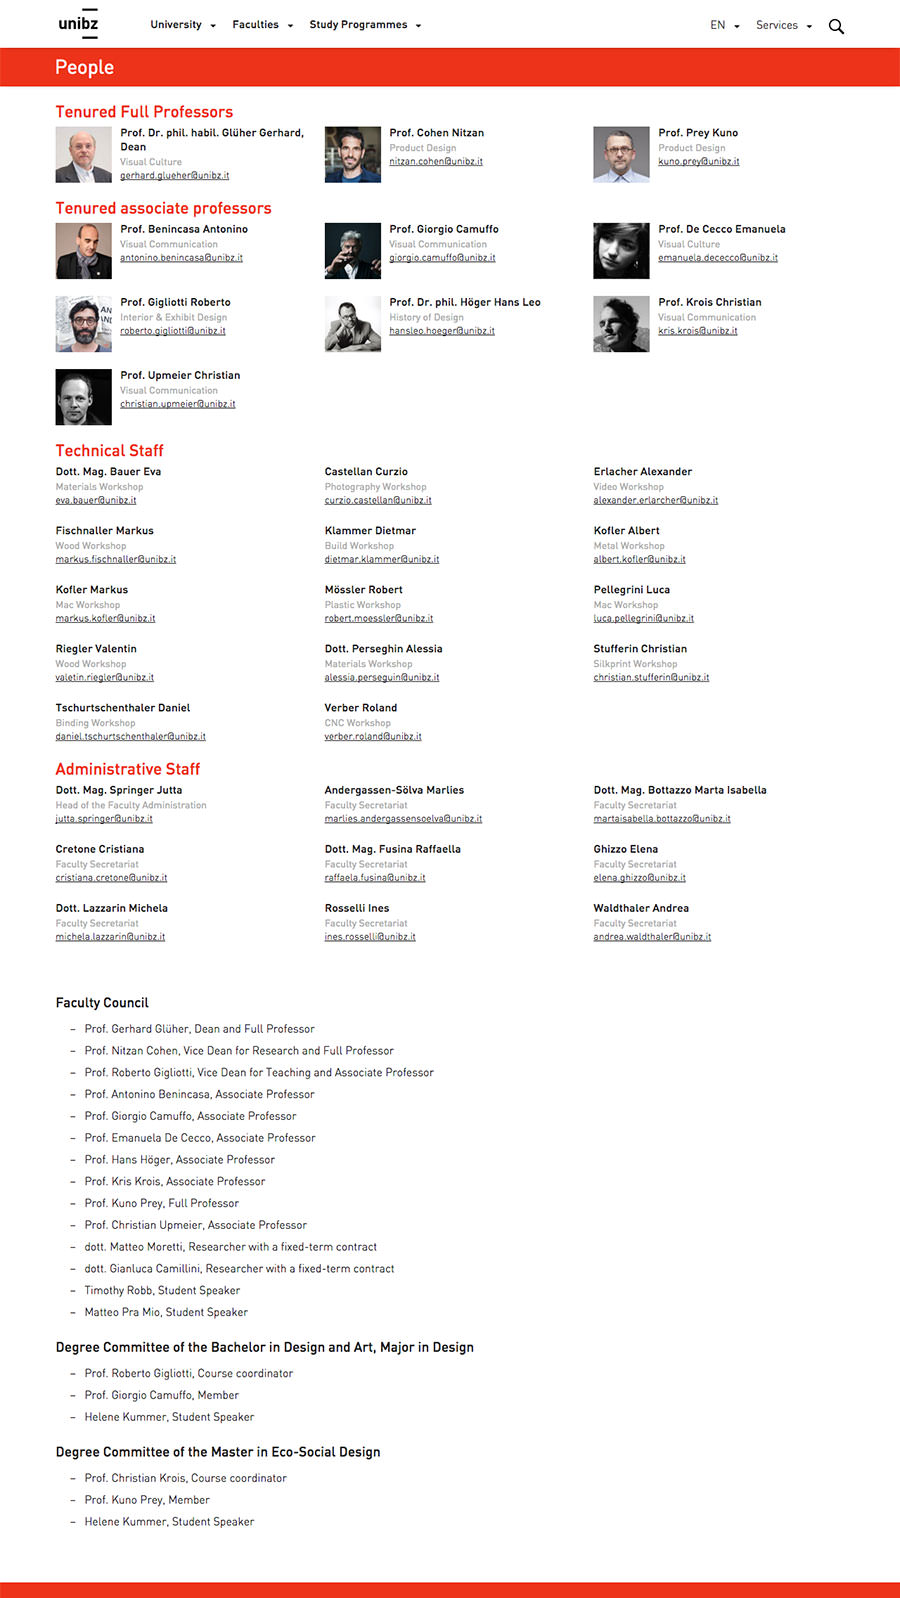 unibz
University
Faculties
Study Programmes
EN
Services
People
Tenured Full Professors
Prof. Dr. phil. habil. Glüher Gerhard,
Dean
Visual Culture
gerhard.glueher@unibz.it
Prof. Cohen Nitzan
Product Design
nitzan.cohen@unibz.it
Prof. Prey Kuno
Product Design
kuno.prey@unibz.it
Tenured associate professors
Prof. Benincasa Antonino
Visual Communication
antonino.benincasa@unibz.it
Prof. Giorgio Camuffo
Visual Communication
giorgio.camuffo@unibz.it
Prof. De Cecco Emanuela
Visual Culture
emanuela.dececco@unibz.it
Prof. Gigliotti Roberto
Interior & Exhibit Design
roberto.gigliotti@unibz.it
Prof. Dr. phil. Höger Hans Leo
History of Design
hansleo.hoeger@unibz.it
Prof. Krois Christian
Visual Communication
kris.krois@unibz.it
Prof. Upmeier Christian
Visual Communication
christian.upmeier@unibz.it
Technical Staff
Dott. Mag. Bauer Eva
Materials Workshop
eva.bauer@unibz.it
Castellan Curzio
Photography Workshop
curzio.castellan@unibz.it
Erlacher Alexander
Video Workshop
alexander.erlarcher@unibz.it
Fischnaller Markus
Wood Workshop
markus.fischnaller@unibz.it
Klammer Dietmar
Build Workshop
dietmar.klammer@unibz.it
Kofler Albert
Metal Workshop
albert.kofler@unibz.it
Kofler Markus
Mac Workshop
markus.kofler@unibz.it
Mössler Robert
Plastic Workshop
robert.moessler@unibz.it
Pellegrini Luca
Mac Workshop
luca.pellegrini@unibz.it
Riegler Valentin
Wood Workshop
valetin.riegler@unibz.it
Dott. Perseghin Alessia
Materials Workshop
alessia.perseguin@unibz.it
Stufferin Christian
Silkprint Workshop
christian.stufferin@unibz.it
Tschurtschenthaler Daniel
Binding Workshop
daniel.tschurtschenthaler@unibz.it
Verber Roland
CNC Workshop
verber.roland@unibz.it
Administrative Staff
Dott. Mag. Springer Jutta
Head of the Faculty Administration
jutta.springer@unibz.it
Andergassen-Sölva Marlies
Faculty Secretariat
marlies.andergassensoelva@unibz.it
Dott. Mag. Bottazzo Marta Isabella
Faculty Secretariat
martaisabella.bottazzo@unibz.it
Cretone Cristiana
Faculty Secretariat
cristiana.cretone@unibz.it
Dott. Mag. Fusina Raffaella
Faculty Secretariat
raffaela.fusina@unibz.it
Ghizzo Elena
Faculty Secretariat
elena.ghizzo@unibz.it
Dott. Lazzarin Michela
Faculty Secretariat
michela.lazzarin@unibz.it
Rosselli Ines
Faculty Secretariat
ines.rosselli@unibz.it
Waldthaler Andrea
Faculty Secretariat
andrea.waldthaler@unibz.it
Faculty Council
– Prof. Gerhard Glüher, Dean and Full Professor
– Prof. Nitzan Cohen, Vice Dean for Research and Full Professor
– Prof. Roberto Gigliotti, Vice Dean for Teaching and Associate Professor
– Prof. Antonino Benincasa, Associate Professor
– Prof. Giorgio Camuffo, Associate Professor
– Prof. Emanuela De Cecco, Associate Professor
– Prof. Hans Höger, Associate Professor
– Prof. Kris Krois, Associate Professor
– Prof. Kuno Prey, Full Professor
– Prof. Christian Upmeier, Associate Professor
– dott. Matteo Moretti, Researcher with a fixed-term contract
– dott. Gianluca Camillini, Researcher with a fixed-term contract
– Timothy Robb, Student Speaker
– Matteo Pra Mio, Student Speaker
Degree Committee of the Bachelor in Design and Art, Major in Design
– Prof. Roberto Gigliotti, Course coordinator
– Prof. Giorgio Camuffo, Member
– Helene Kummer, Student Speaker
Degree Committee of the Master in Eco-Social Design
– Prof. Christian Krois, Course coordinator
– Prof. Kuno Prey, Member
– Helene Kummer, Student Speaker